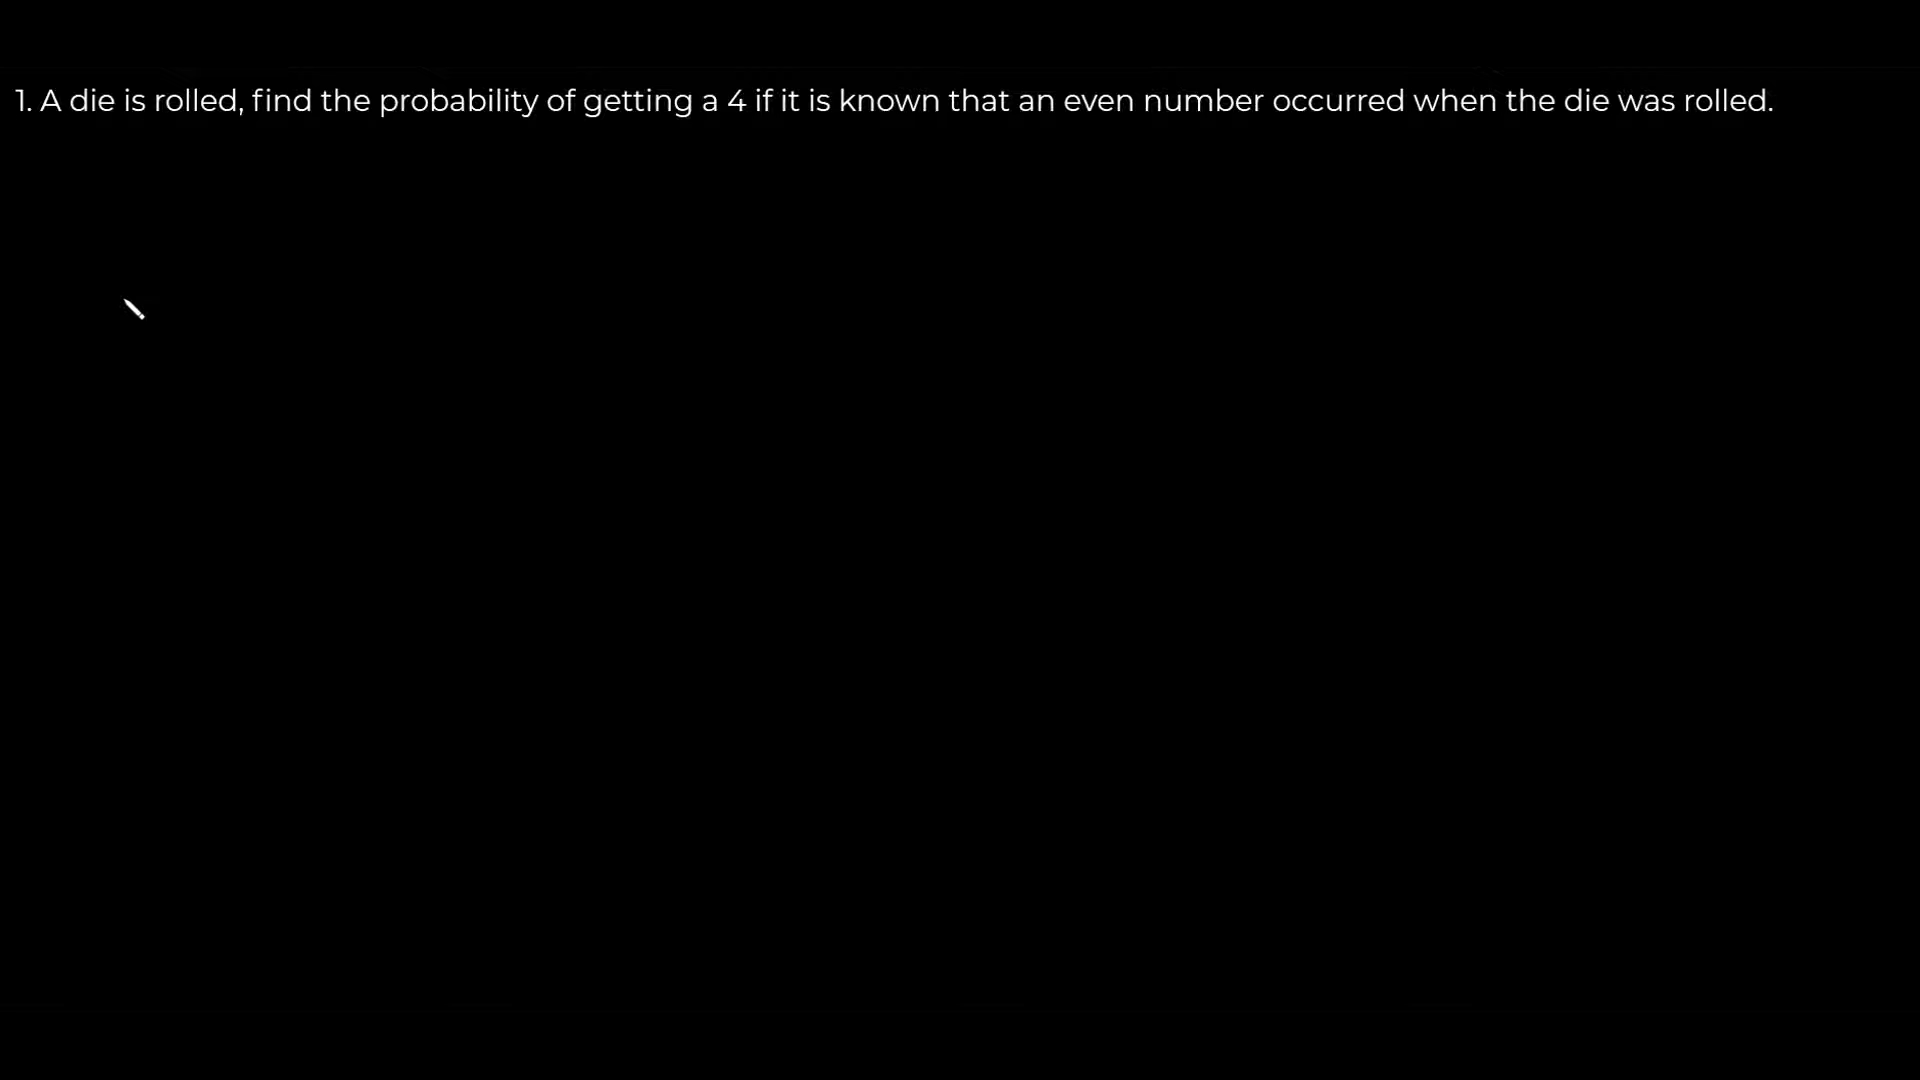 1. A die is rolled, find the probability of getting a 4 if it is known that an even number occurred when the die was rolled.